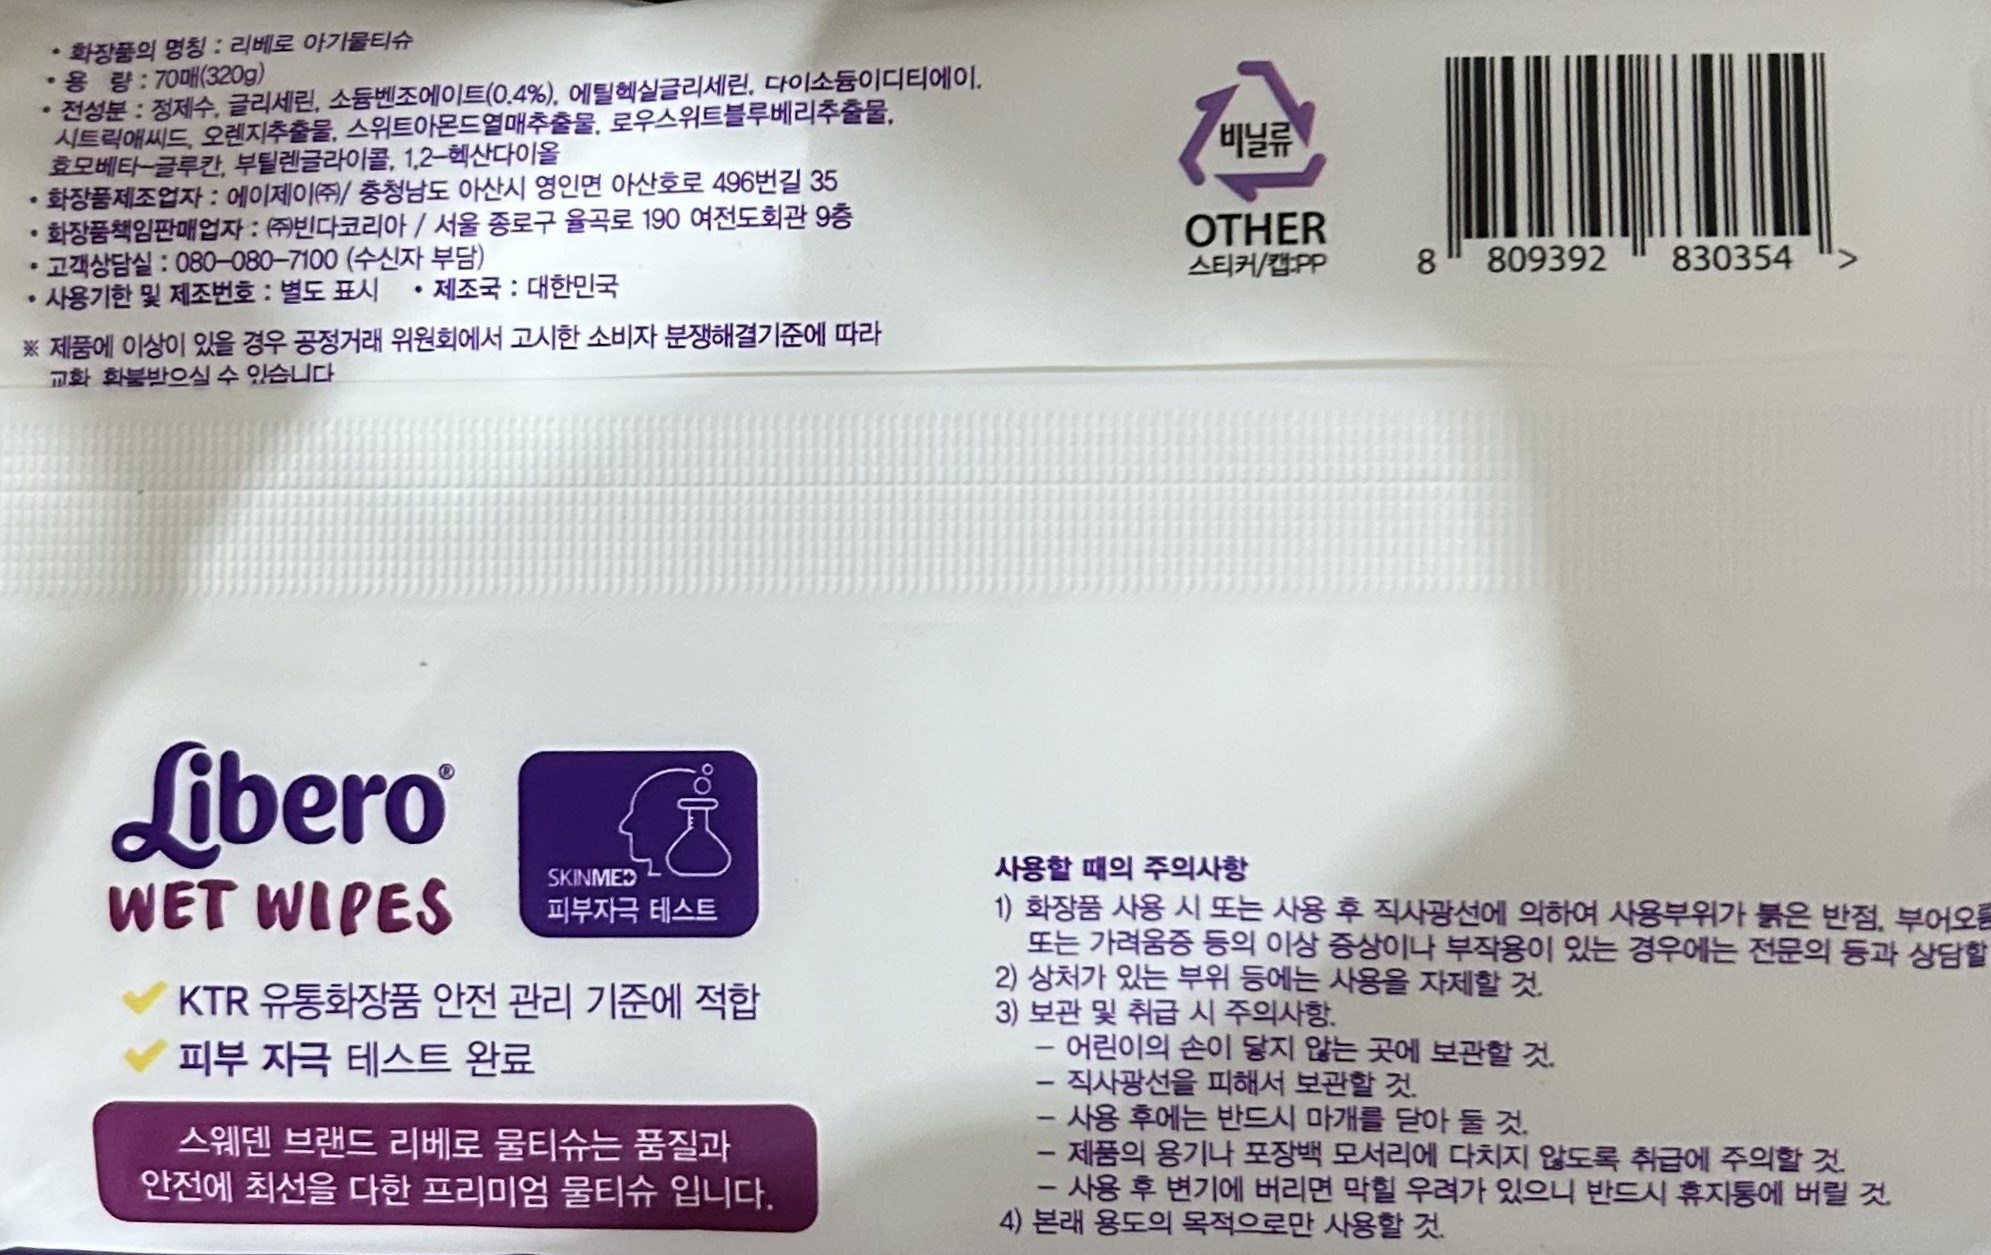 • 화장품의 명칭 : 리베로 아기물티슈
• 용 량 : 70매(320g)
• 전성분 : 정제수, 글리세린, 소듐벤조에이트(0.4%), 에틸헥실글리세린, 다이소듐이디티에이,
시트릭애씨드, 오렌지추출물, 스위트아몬드열매추출물, 로우스위트블루베리추출물,
효모베타-글루칸, 부틸렌글라이콜, 1,2-헥산다이올
• 화장품제조업자 : 에이제이㈜/ 충청남도 아산시 영인면 아산호로 496번길 35
• 화장품책임판매업자 : ㈜빈다코리아 / 서울 종로구 율곡로 190 여전도회관 9층
• 고객상담실 : 080-080-7100 (수신자 부담)
• 사용기한 및 제조번호 : 별도 표시 • 제조국 : 대한민국
※ 제품에 이상이 있을 경우 공정거래 위원회에서 고시한 소비자 분쟁해결기준에 따라
교환 환불받으실 수 있습니다
비닐류
OTHER
스티커/캡:PP
8 809392 830354 >
Libero®
WET WIPES
SKINMED
피부자극 테스트
KTR 유통화장품 안전 관리 기준에 적합
피부 자극 테스트 완료
스웨덴 브랜드 리베로 물티슈는 품질과
안전에 최선을 다한 프리미엄 물티슈 입니다.
사용할 때의 주의사항
1) 화장품 사용 시 또는 사용 후 직사광선에 의하여 사용부위가 붉은 반점, 부어오름
또는 가려움증 등의 이상 증상이나 부작용이 있는 경우에는 전문의 등과 상담할
2) 상처가 있는 부위 등에는 사용을 자제할 것.
3) 보관 및 취급 시 주의사항.
- 어린이의 손이 닿지 않는 곳에 보관할 것.
- 직사광선을 피해서 보관할 것.
- 사용 후에는 반드시 마개를 닫아 둘 것.
- 제품의 용기나 포장백 모서리에 다치지 않도록 취급에 주의할 것.
- 사용 후 변기에 버리면 막힐 우려가 있으니 반드시 휴지통에 버릴 것.
4) 본래 용도의 목적으로만 사용할 것.